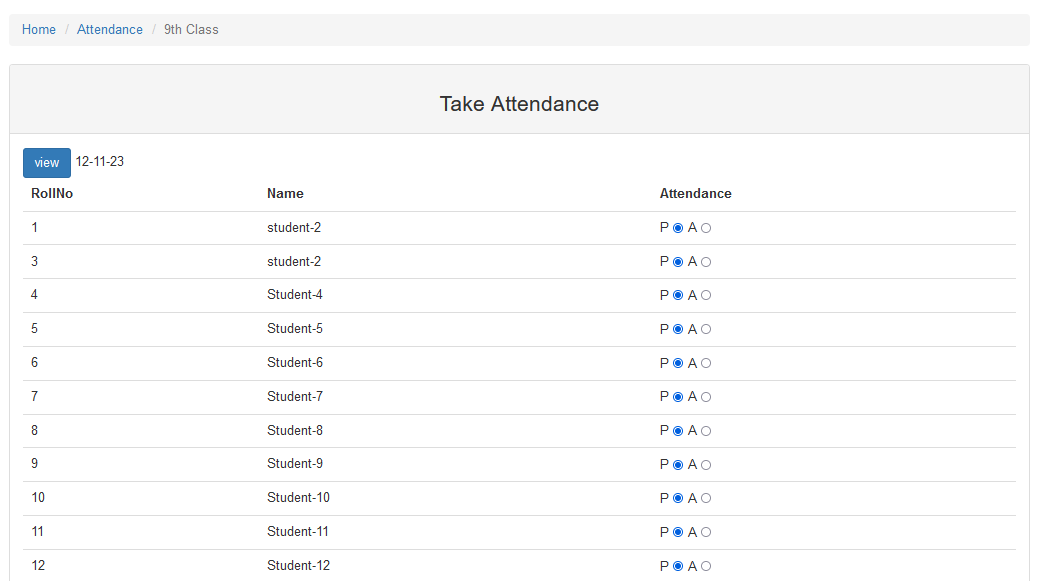 Home / Attendance / 9th Class
Take Attendance
view 12-11-23
RollNo Name Attendance
1 student-2 P A
3 student-2 P A
4 Student-4 P A
5 Student-5 P A
6 Student-6 P A
7 Student-7 P A
8 Student-8 P A
9 Student-9 P A
10 Student-10 P A
11 Student-11 P A
12 Student-12 P A